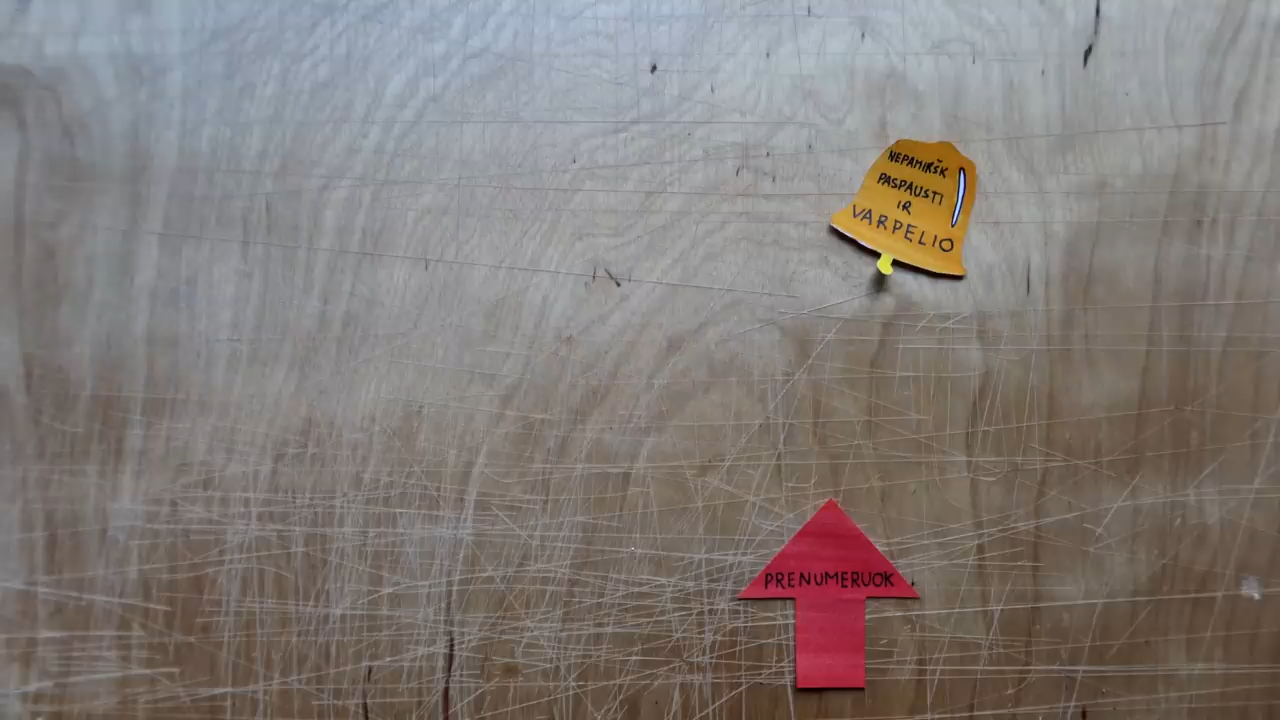 NEPAMIRŠK
PASPAUSTI
IR
VARPELIO
PRENUMERUOK